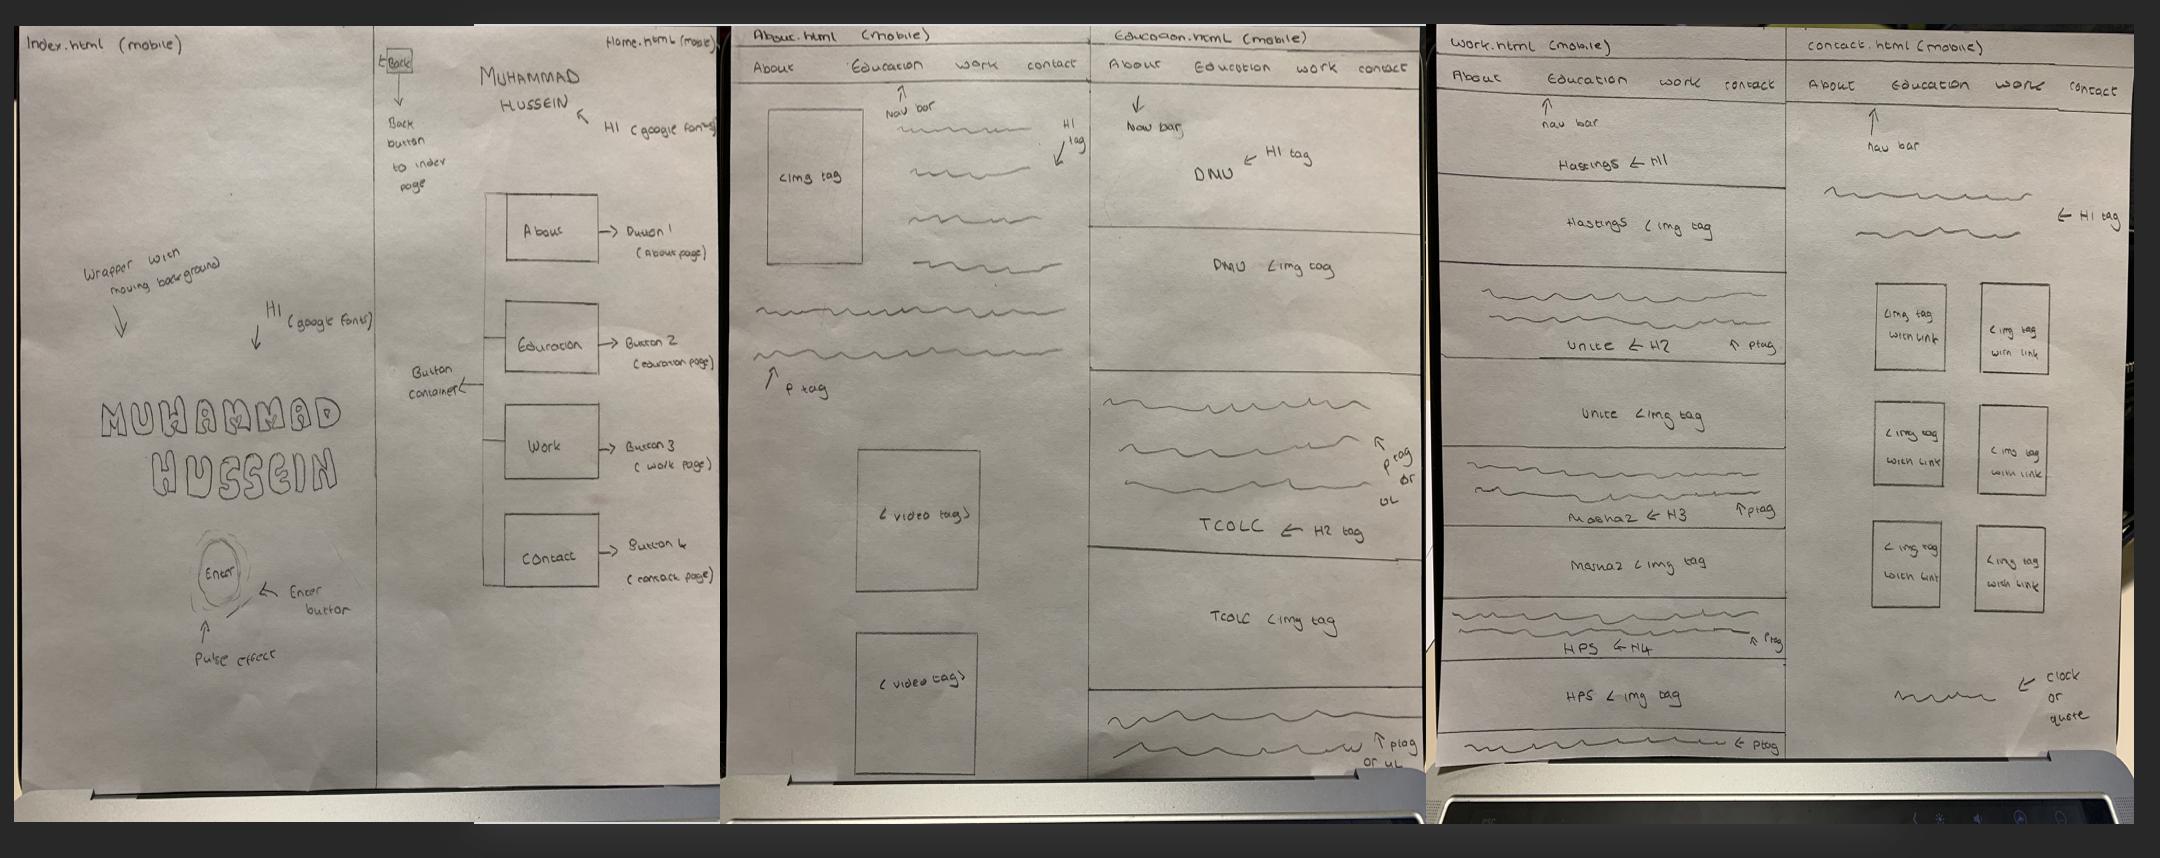 Index.html (mobile)
Wrapper with
moving background
H1
(google fonts)
MUHAMMAD
HUSSEIN
Enter
Enter
button
Pulse effect
Home.html (mobile)
Back
Back
button
to index
page
MUHAMMAD
HUSSEIN
H1 (google fonts)
About
Button 1
(About page)
Education
Button 2
(education page)
Button
container
Work
Button 3
(work page)
Contact
Button 4
(contact page)
About.html (mobile)
About Education work contact
Nav bar
H1
tag
<img tag
P tag
<video tag>
<video tag>
Education.html (mobile)
About Education work contact
Nav bar
DMU
H1 tag
DMU <img tag
p tag
or
UL
TCOLC
H2 tag
TCOLC <img tag
p tag
or UL
work.html (mobile)
About Education work contact
nav bar
Hastings H1
Hastings <img tag
Unite H2
p tag
Unite <img tag
Masha2 H3
p tag
Masha2 <img tag
HPS H4
p tag
HPS <img tag
p tag
contact.html (mobile)
About Education work contact
nav bar
H1 tag
<img tag
with link
<img tag
with link
<img tag
with link
<img tag
with link
<img tag
with link
<img tag
with link
clock
or
quote